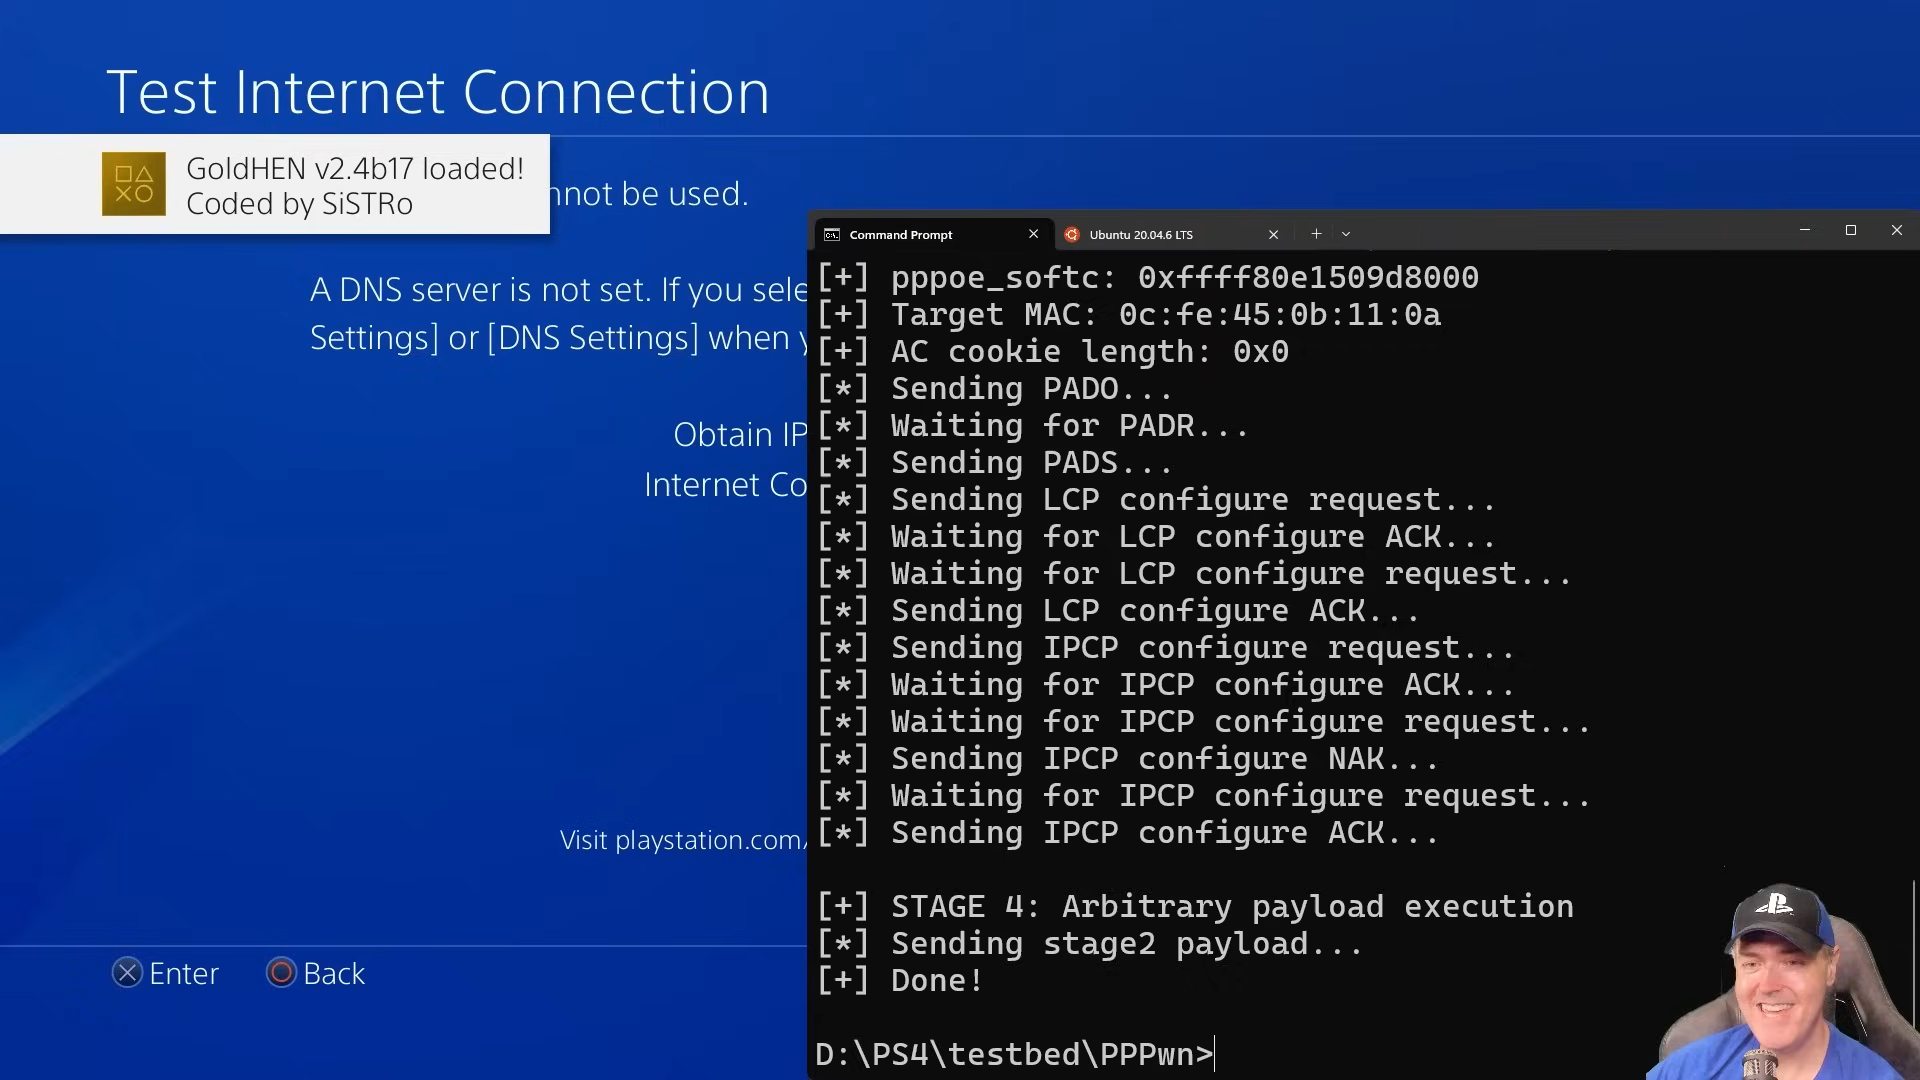 Test Internet Connection
GoldHEN v2.4b17 loaded!
Coded by SiSTRo
not be used.
A DNS server is not set. If you sele
Settings] or [DNS Settings] when y
Obtain IP
Internet Co
Visit playstation.com/
Enter
Back
Command Prompt
Ubuntu 20.04.6 LTS
[+] pppoe_softc: 0xffff80e1509d8000
[+] Target MAC: 0c:fe:45:0b:11:0a
[+] AC cookie length: 0x0
[*] Sending PADO...
[*] Waiting for PADR...
[*] Sending PADS...
[*] Sending LCP configure request...
[*] Waiting for LCP configure ACK...
[*] Waiting for LCP configure request...
[*] Sending LCP configure ACK...
[*] Sending IPCP configure request...
[*] Waiting for IPCP configure ACK...
[*] Waiting for IPCP configure request...
[*] Sending IPCP configure NAK...
[*] Waiting for IPCP configure request...
[*] Sending IPCP configure ACK...
[+] STAGE 4: Arbitrary payload execution
[*] Sending stage2 payload...
[+] Done!
D:\PS4\testbed\PPPwn>